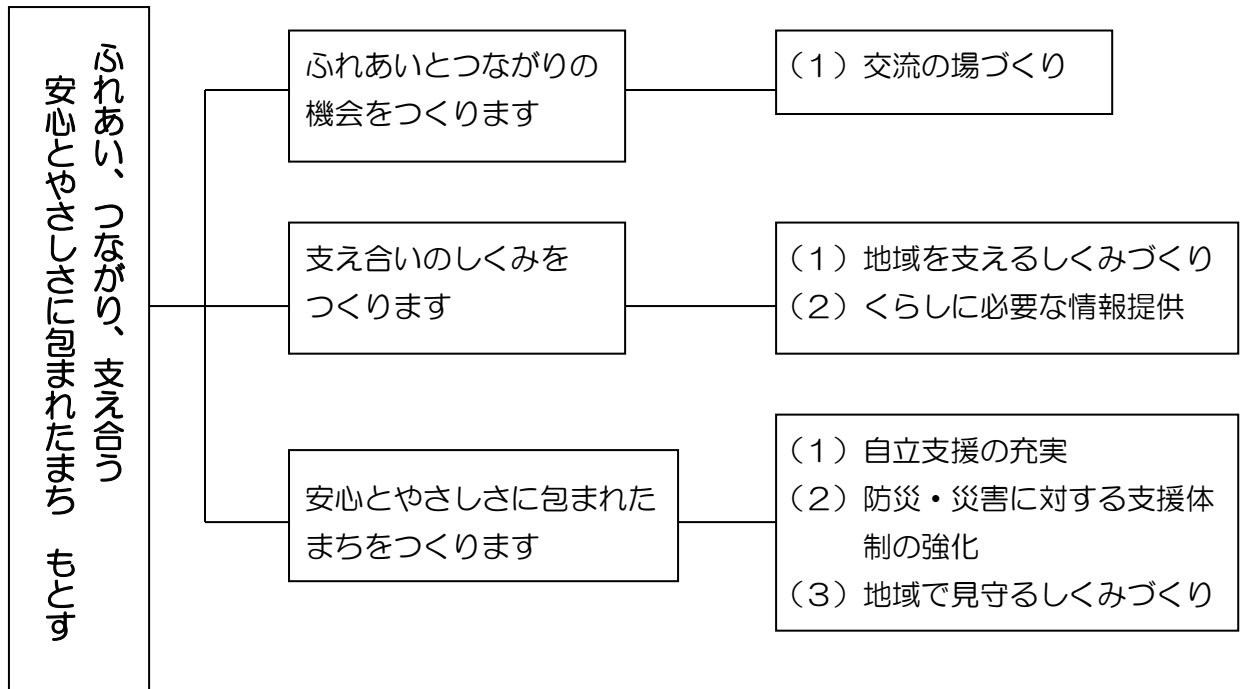 ふれあい、つながり、支え合う
安心とやさしさに包まれたまち　もとす
ふれあいとつながりの
機会をつくります
（１）交流の場づくり
支え合いのしくみを
つくります
（１）地域を支えるしくみづくり
（２）くらしに必要な情報提供
安心とやさしさに包まれた
まちをつくります
（１）自立支援の充実
（２）防災・災害に対する支援体
制の強化
（３）地域で見守るしくみづくり